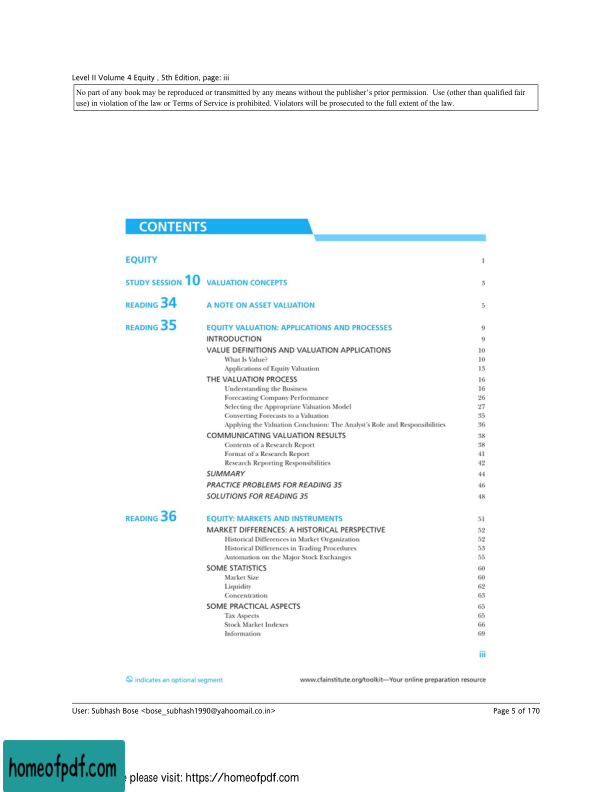 Level II Volume 4 Equity , 5th Edition, page: iii
No part of any book may be reproduced or transmitted by any means without the publisher's prior permission. Use (other than qualified fair
use) in violation of the law or Terms of Service is prohibited. Violators will be prosecuted to the full extent of the law.
CONTENTS
EQUITY 1
STUDY SESSION 10 VALUATION CONCEPTS 3
READING 34 A NOTE ON ASSET VALUATION 5
READING 35 EQUITY VALUATION: APPLICATIONS AND PROCESSES 9
INTRODUCTION 9
VALUE DEFINITIONS AND VALUATION APPLICATIONS 10
What Is Value? 10
Applications of Equity Valuation 13
THE VALUATION PROCESS 16
Understanding the Business 16
Forecasting Company Performance 26
Selecting the Appropriate Valuation Model 27
Converting Forecasts to a Valuation 35
Applying the Valuation Conclusion: The Analyst's Role and Responsibilities 36
COMMUNICATING VALUATION RESULTS 38
Contents of a Research Report 38
Format of a Research Report 41
Research Reporting Responsibilities 42
SUMMARY 44
PRACTICE PROBLEMS FOR READING 35 46
SOLUTIONS FOR READING 35 48
READING 36 EQUITY: MARKETS AND INSTRUMENTS 51
MARKET DIFFERENCES: A HISTORICAL PERSPECTIVE 52
Historical Differences in Market Organization 52
Historical Differences in Trading Procedures 53
Automation on the Major Stock Exchanges 55
SOME STATISTICS 60
Market Size 60
Liquidity 62
Concentration 63
SOME PRACTICAL ASPECTS 65
Tax Aspects 65
Stock Market Indexes 66
Information 69
iii
indicates an optional segment www.cfainstitute.org/toolkit—Your online preparation resource
User: Subhash Bose <bose_subhash1990@yahoomail.co.in> Page 5 of 170
homeofpdf.com please visit: https://homeofpdf.com